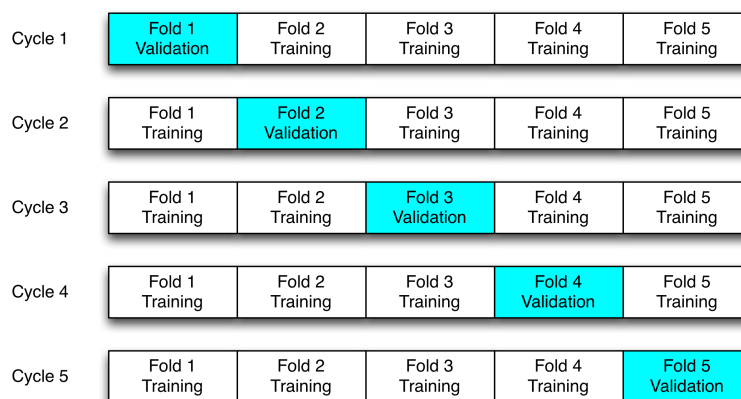 Cycle 1
Fold 1 Fold 2 Fold 3 Fold 4 Fold 5
Validation Training Training Training Training
Cycle 2
Fold 1 Fold 2 Fold 3 Fold 4 Fold 5
Training Validation Training Training Training
Cycle 3
Fold 1 Fold 2 Fold 3 Fold 4 Fold 5
Training Training Validation Training Training
Cycle 4
Fold 1 Fold 2 Fold 3 Fold 4 Fold 5
Training Training Training Validation Training
Cycle 5
Fold 1 Fold 2 Fold 3 Fold 4 Fold 5
Training Training Training Training Validation